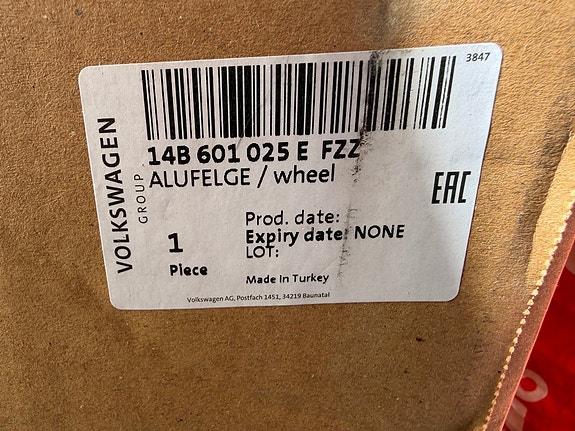 3847
VOLKSWAGEN
GROUP
14B 601 025 E FZZ
ALUFELGE / wheel
EAC
1
Piece
Prod. date:
Expiry date: NONE
LOT:
Made In Turkey
Volkswagen AG, Postfach 1451, 34219 Baunatal